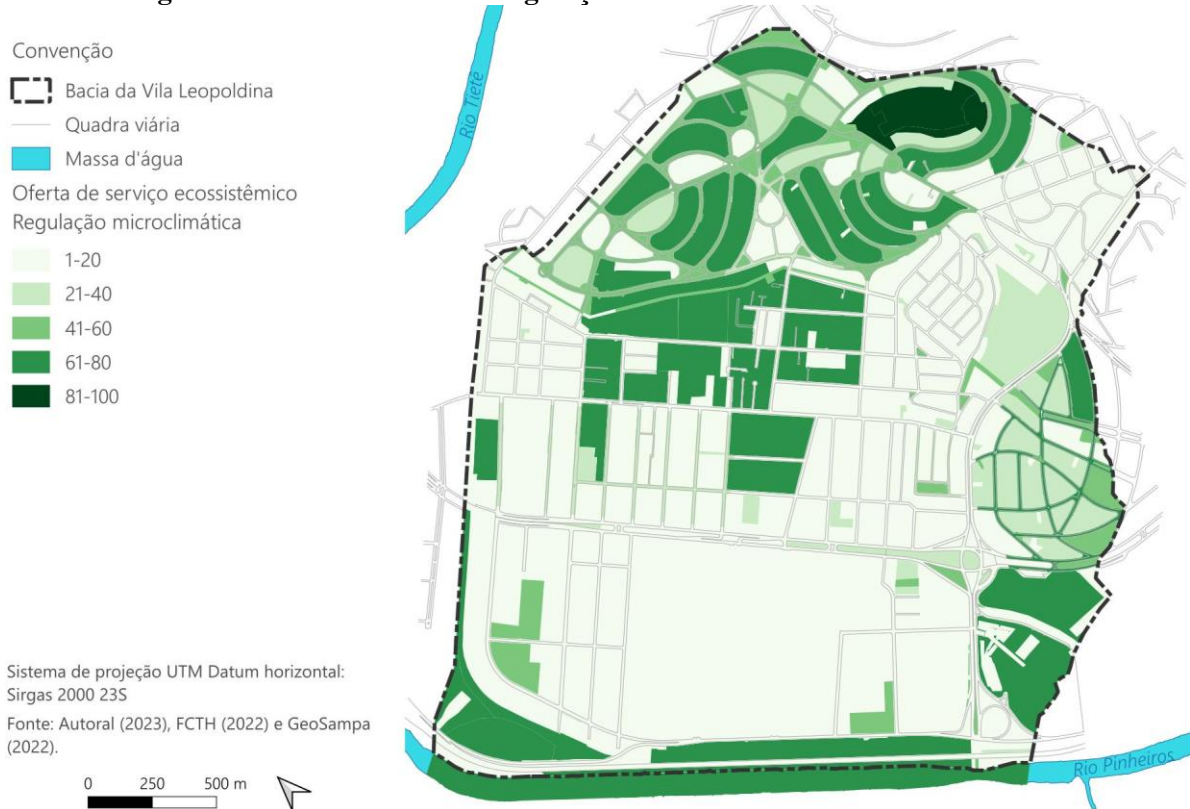 Convenção
Bacia da Vila Leopoldina
Quadra viária
Massa d'água
Oferta de serviço ecossistêmico
Regulação microclimática
1-20
21-40
41-60
61-80
81-100
Sistema de projeção UTM Datum horizontal:
Sirgas 2000 23S
Fonte: Autoral (2023), FCTH (2022) e GeoSampa
(2022).
0 250 500 m
Rio Tietê
Rio Pinheiros